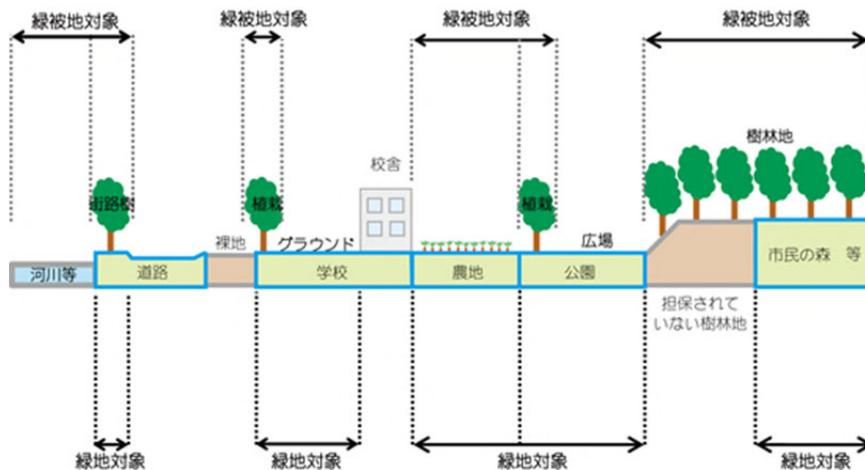 緑被地対象
緑被地対象
緑被地対象
緑被地対象
樹林地
校舎
街路樹
植栽
植栽
裸地
グラウンド
広場
河川等
道路
学校
農地
公園
市民の森 等
担保されて
いない樹林地
緑地対象
緑地対象
緑地対象
緑地対象